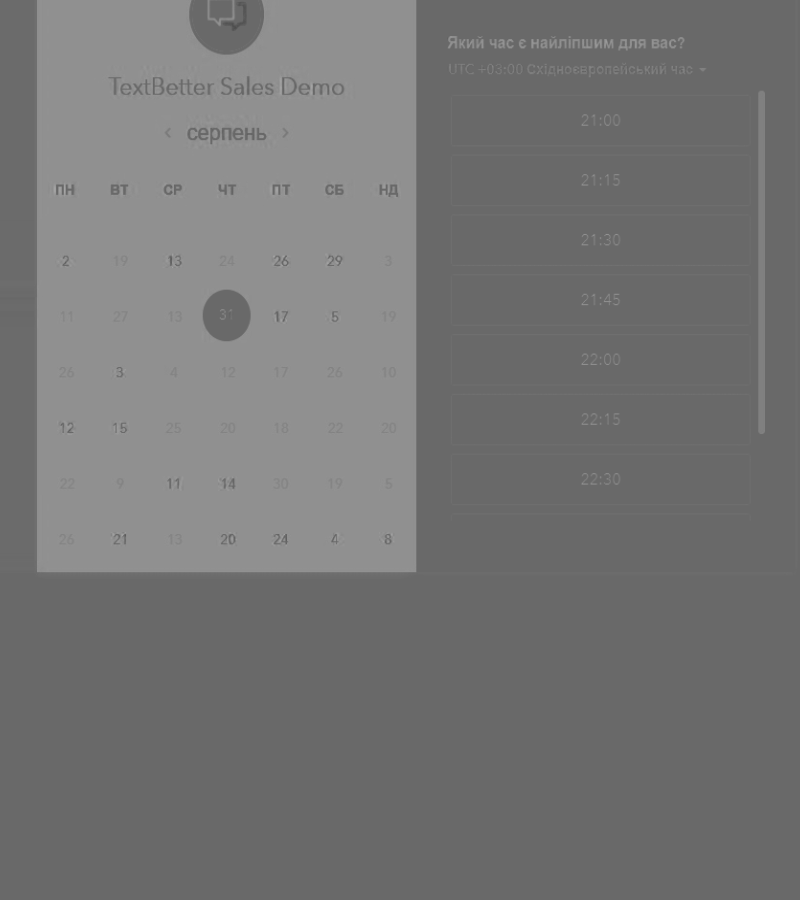 TextBetter Sales Demo
‹ серпень ›
ПН ВТ СР ЧТ ПТ СБ НД
2 19 13 24 26 29 3
11 27 13 31 17 5 19
26 3 4 12 17 26 10
12 15 25 20 18 22 20
22 9 11 14 30 19 5
26 21 13 20 24 4 8
Який час є найліпшим для вас?
UTC +03:00 Східноєвропейський час
21:00
21:15
21:30
21:45
22:00
22:15
22:30